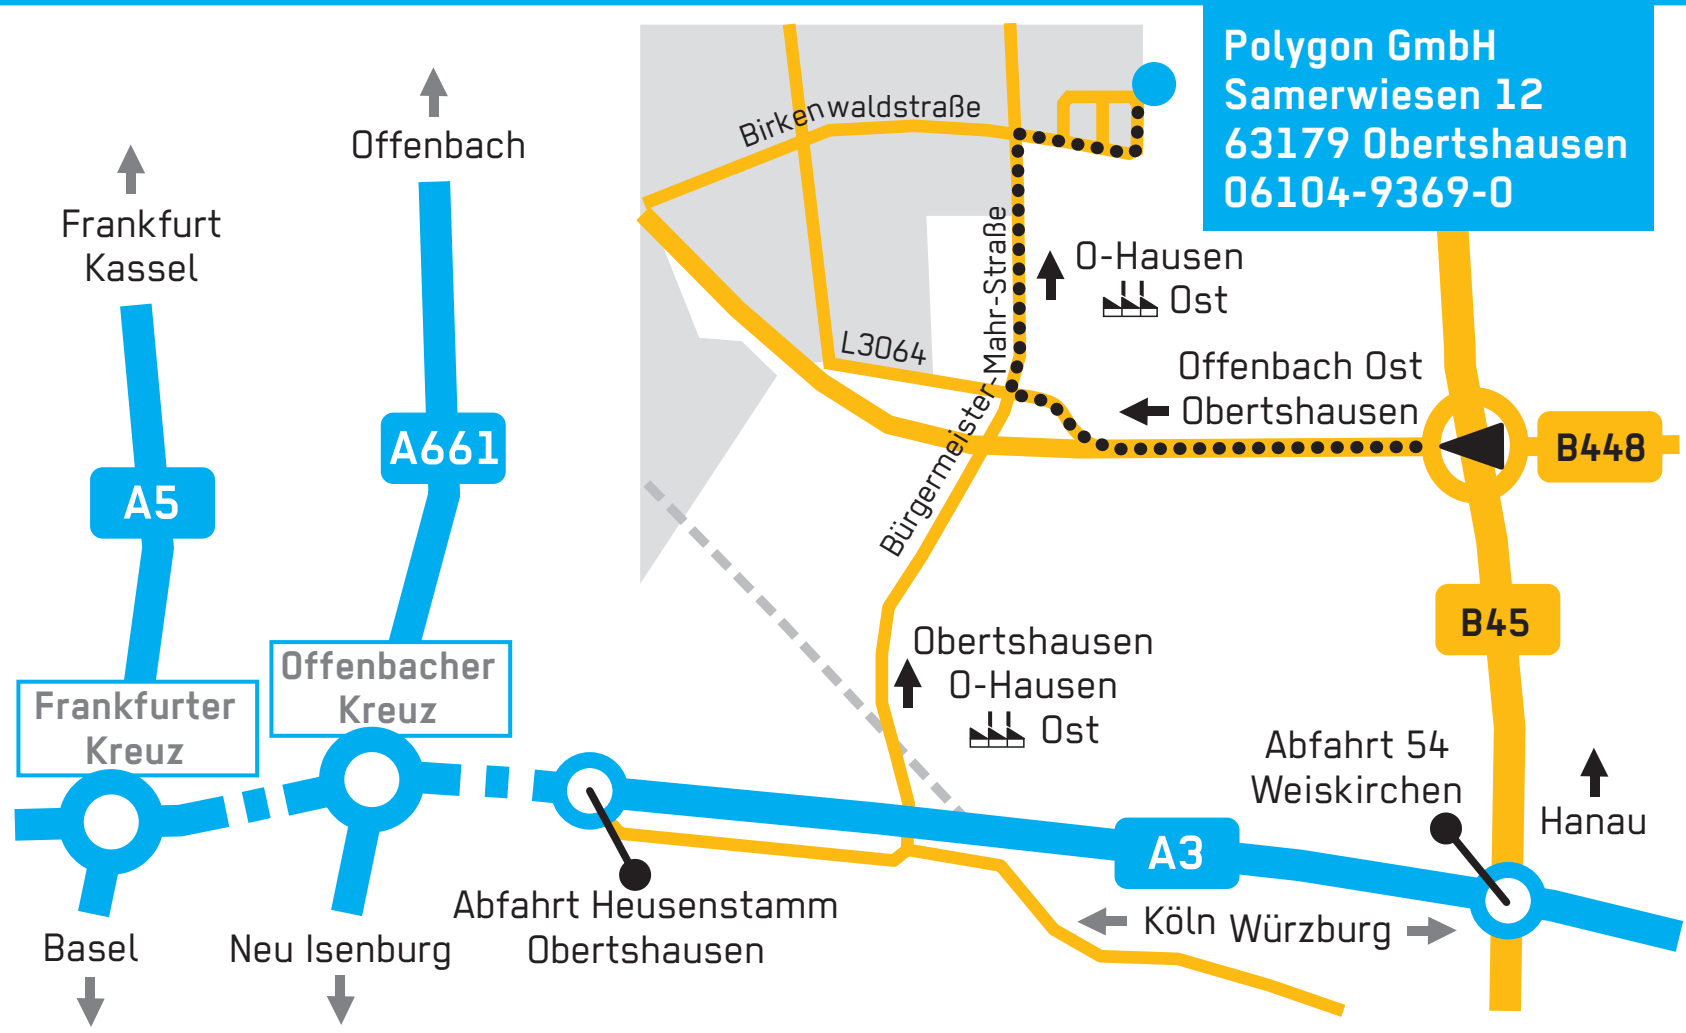 Polygon GmbH
Samerwiesen 12
63179 Obertshausen
06104-9369-0
Offenbach
Frankfurt
Kassel
Birkenwaldstraße
Bürgermeister-Mahr-Straße
O-Hausen
Ost
L3064
Offenbach Ost
Obertshausen
A661
B448
A5
B45
Obertshausen
O-Hausen
Ost
Offenbacher
Kreuz
Frankfurter
Kreuz
Abfahrt 54
Weiskirchen
Hanau
A3
Abfahrt Heusenstamm
Obertshausen
Köln
Würzburg
Basel
Neu Isenburg